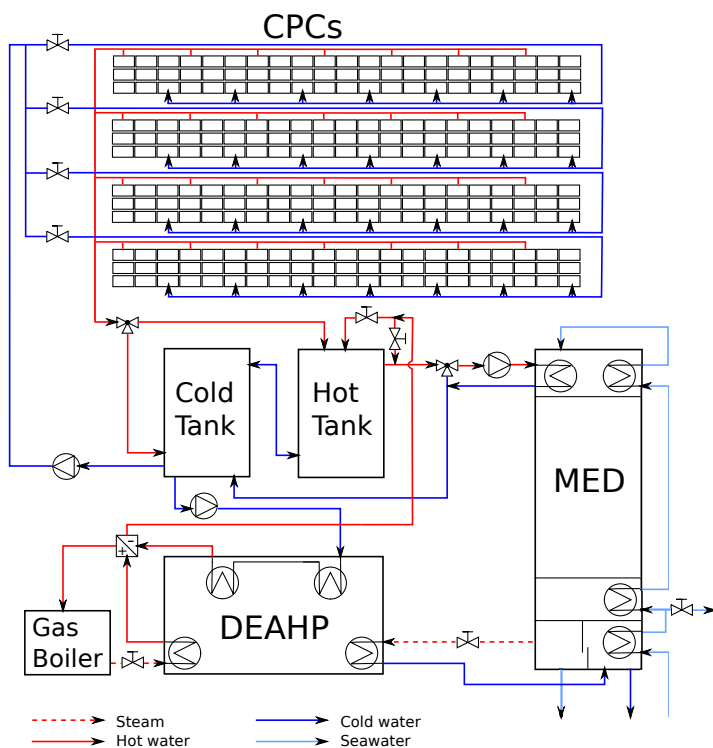 CPCs
Cold
Tank
Hot
Tank
MED
DEAHP
Gas
Boiler
+ -
Steam
Hot water
Cold water
Seawater